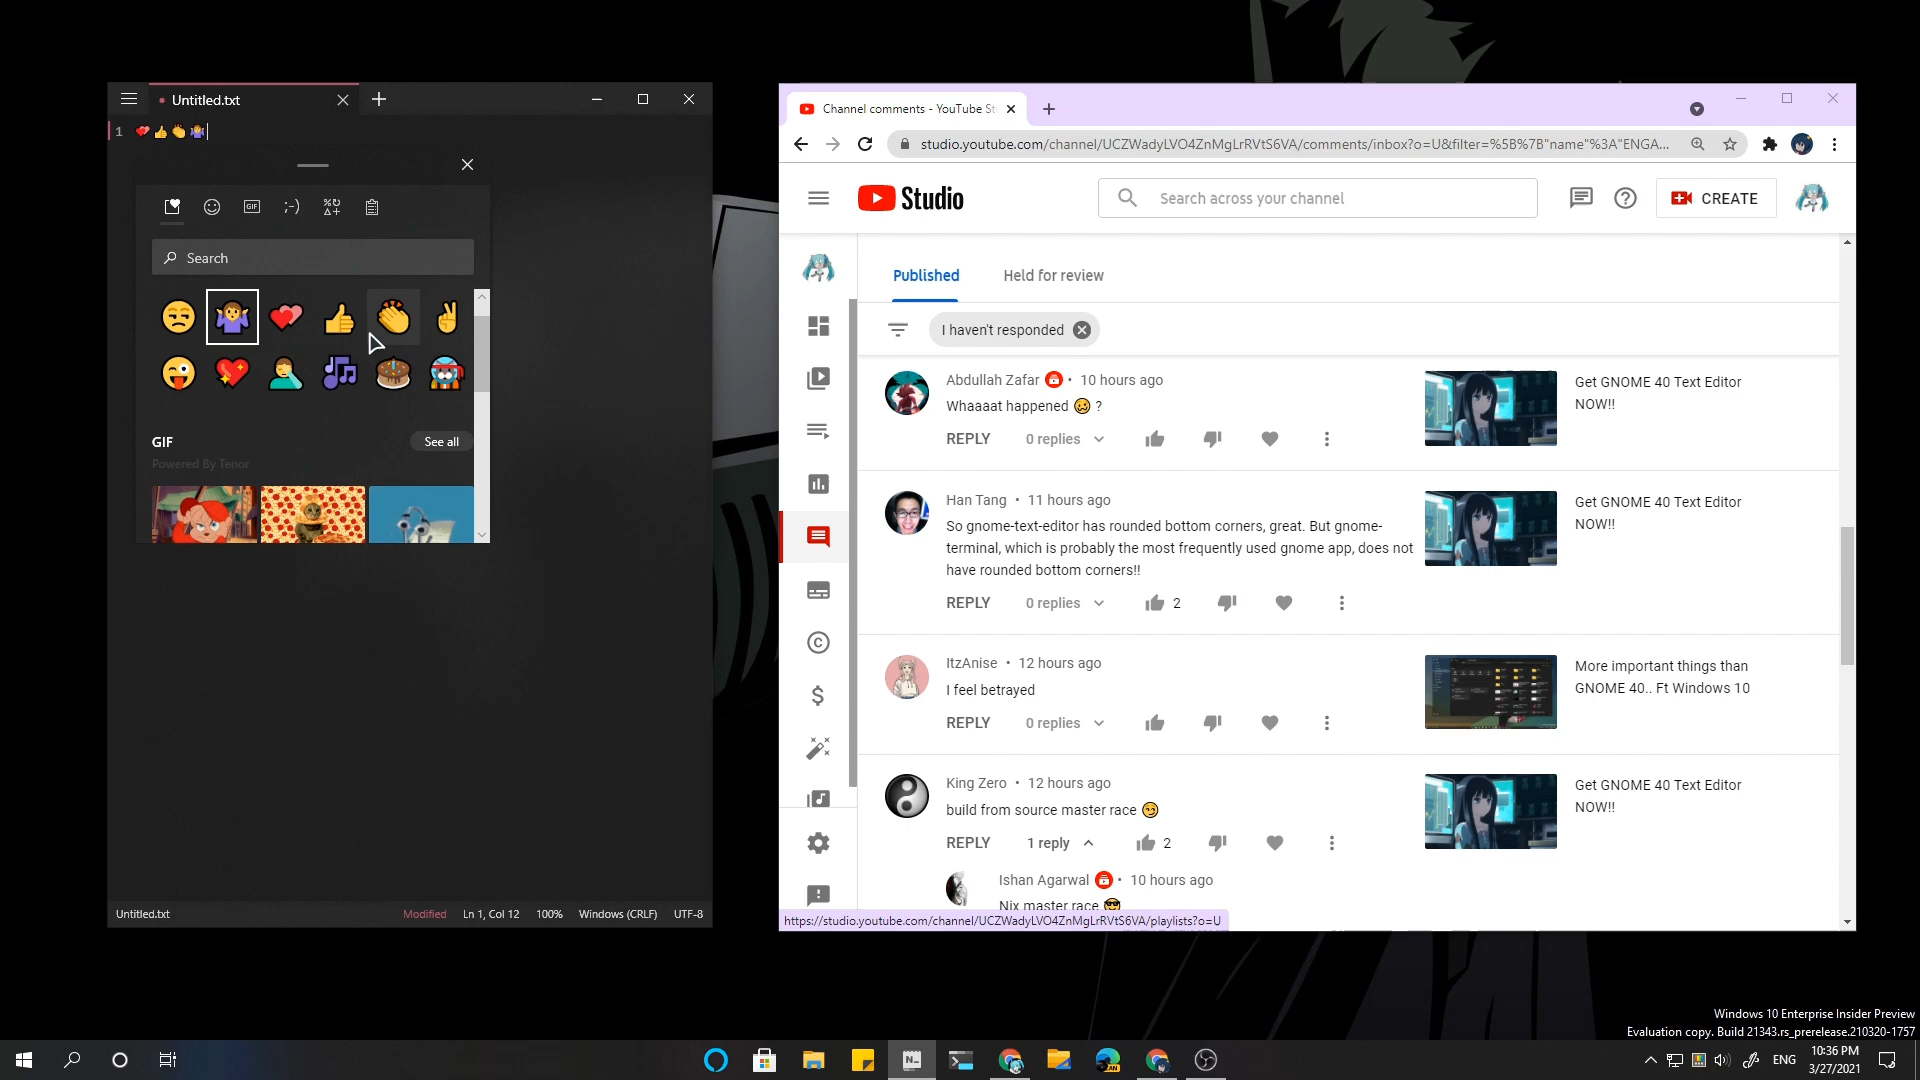 Untitled.txt
1 💕👍👏🤷‍♀️
GIF ;-)
Search
GIF
See all
Powered By Tenor
Untitled.txt
Modified
Ln 1, Col 12
100%
Windows (CRLF)
UTF-8
Channel comments - YouTube St
studio.youtube.com/channel/UCZWadyLVO4ZnMgLrRVtS6VA/comments/inbox?o=U&filter=%5B%7B"name"%3A"ENGA...
Studio
Search across your channel
CREATE
Published
Held for review
I haven't responded
Abdullah Zafar • 10 hours ago
Whaaaat happened 🥴 ?
REPLY
0 replies
Get GNOME 40 Text Editor
NOW!!
Han Tang • 11 hours ago
So gnome-text-editor has rounded bottom corners, great. But gnome-
terminal, which is probably the most frequently used gnome app, does not
have rounded bottom corners!!
REPLY
0 replies
2
Get GNOME 40 Text Editor
NOW!!
ItzAnise • 12 hours ago
I feel betrayed
REPLY
0 replies
More important things than
GNOME 40.. Ft Windows 10
King Zero • 12 hours ago
build from source master race 😏
REPLY
1 reply
2
Get GNOME 40 Text Editor
NOW!!
Ishan Agarwal • 10 hours ago
Nix master race 😎
https://studio.youtube.com/channel/UCZWadyLVO4ZnMgLrRVtS6VA/playlists?o=U
Windows 10 Enterprise Insider Preview
Evaluation copy. Build 21343.rs_prerelease.210320-1757
ENG
10:36 PM
3/27/2021